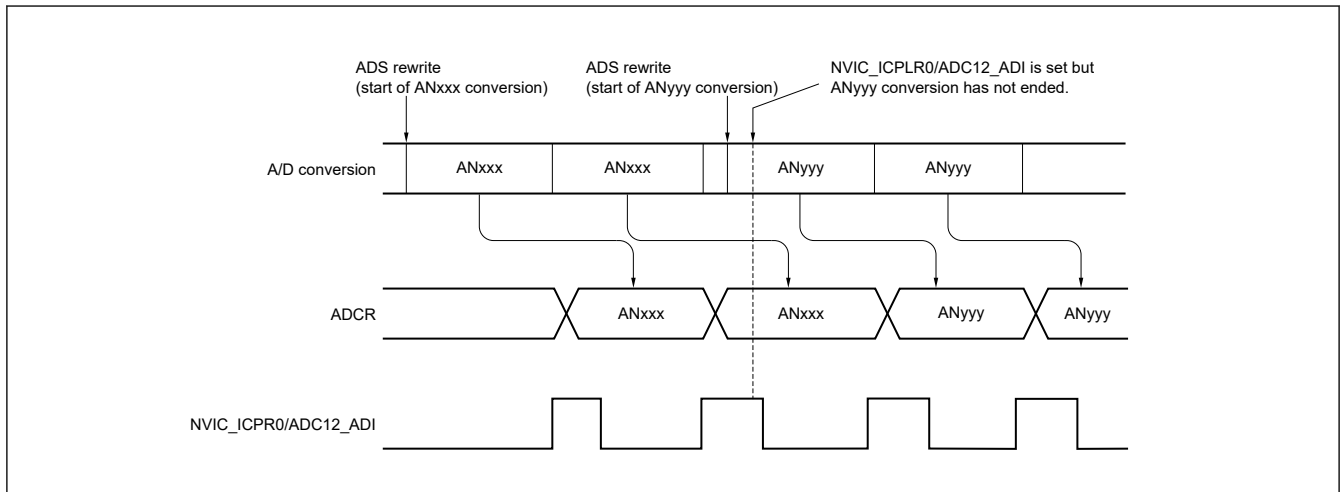 ADS rewrite
(start of ANxxx conversion)
ADS rewrite
(start of ANyyy conversion)
NVIC_ICPLR0/ADC12_ADI is set but
ANyyy conversion has not ended.
A/D conversion
ANxxx
ANxxx
ANyyy
ANyyy
ADCR
ANxxx
ANxxx
ANyyy
ANyyy
NVIC_ICPR0/ADC12_ADI